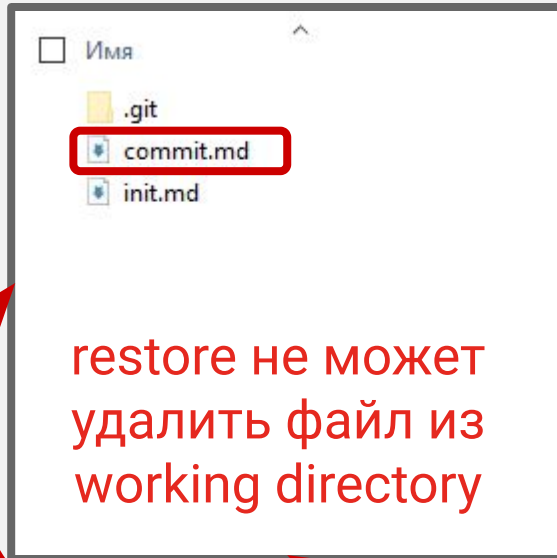 Имя
.git
commit.md
init.md
restore не может
удалить файл из
working directory